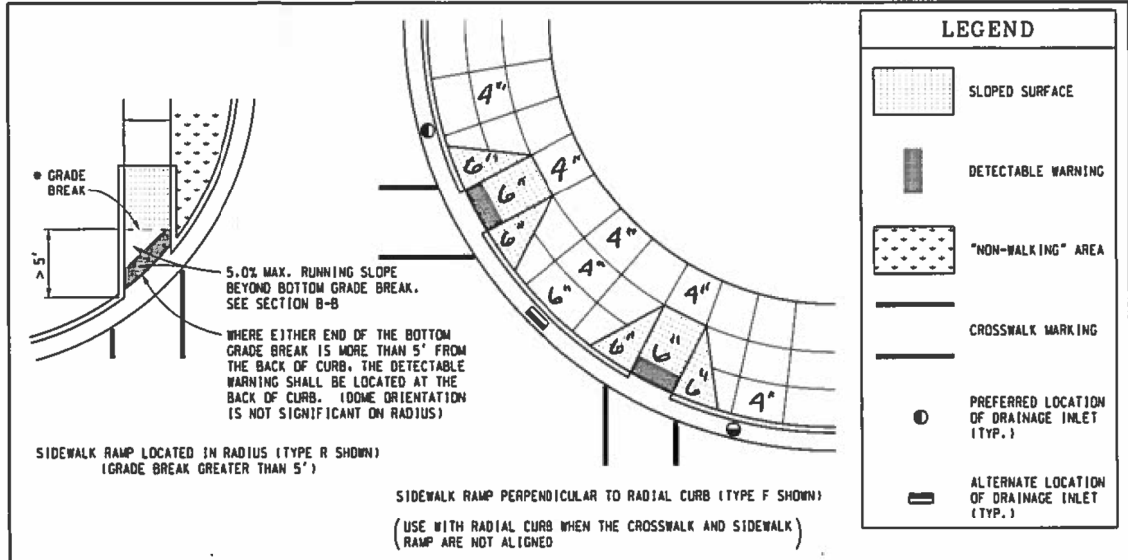 * GRADE
BREAK
> 5'
5.0% MAX. RUNNING SLOPE
BEYOND BOTTOM GRADE BREAK.
SEE SECTION B-B
WHERE EITHER END OF THE BOTTOM
GRADE BREAK IS MORE THAN 5' FROM
THE BACK OF CURB, THE DETECTABLE
WARNING SHALL BE LOCATED AT THE
BACK OF CURB. (DOME ORIENTATION
IS NOT SIGNIFICANT ON RADIUS)
SIDEWALK RAMP LOCATED IN RADIUS (TYPE R SHOWN)
(GRADE BREAK GREATER THAN 5')
4"
6"
6"
4"
6"
4"
4"
6"
4"
6"
6"
6"
4"
SIDEWALK RAMP PERPENDICULAR TO RADIAL CURB (TYPE F SHOWN)
(USE WITH RADIAL CURB WHEN THE CROSSWALK AND SIDEWALK
RAMP ARE NOT ALIGNED)
LEGEND
SLOPED SURFACE
DETECTABLE WARNING
"NON-WALKING" AREA
CROSSWALK MARKING
PREFERRED LOCATION
OF DRAINAGE INLET
(TYP.)
ALTERNATE LOCATION
OF DRAINAGE INLET
(TYP.)